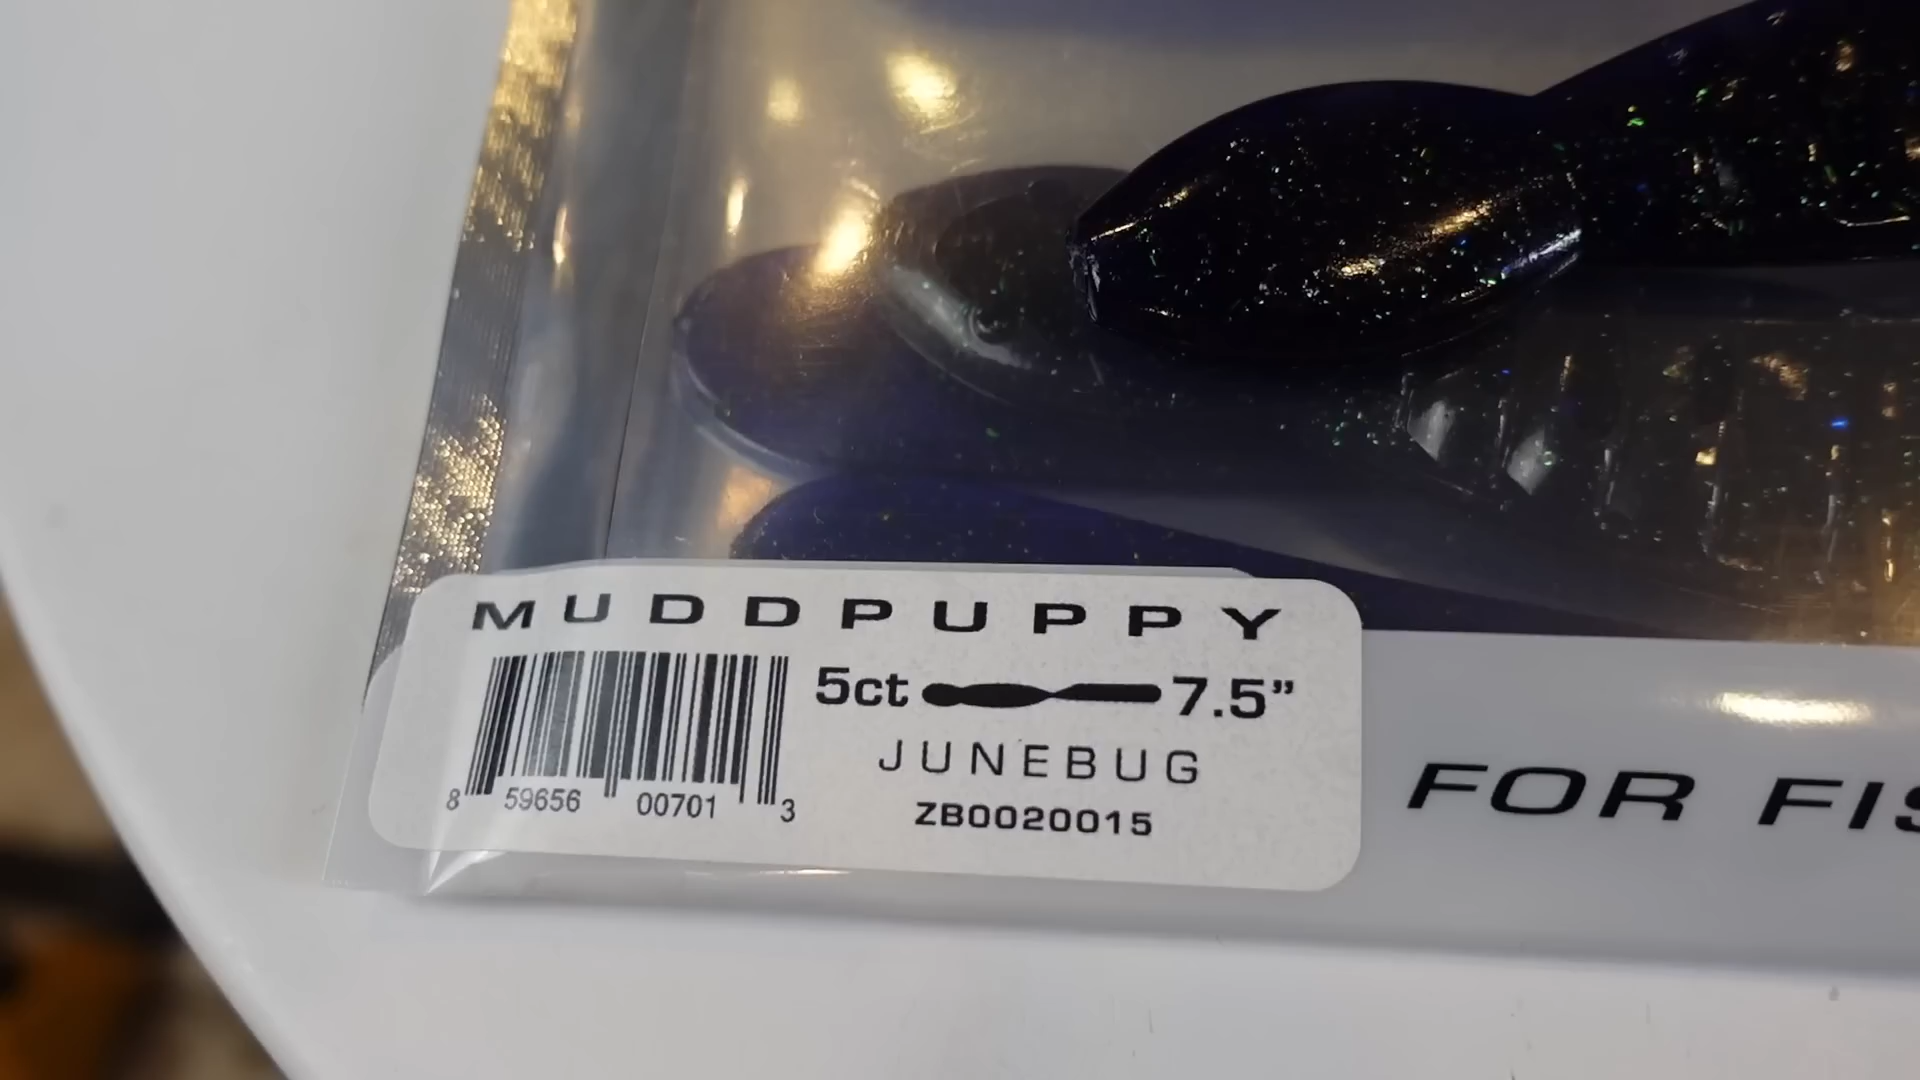 MUDDPUPPY
5ct 7.5”
JUNEBUG
ZB0020015
8 59656 00701 3
FOR FIS